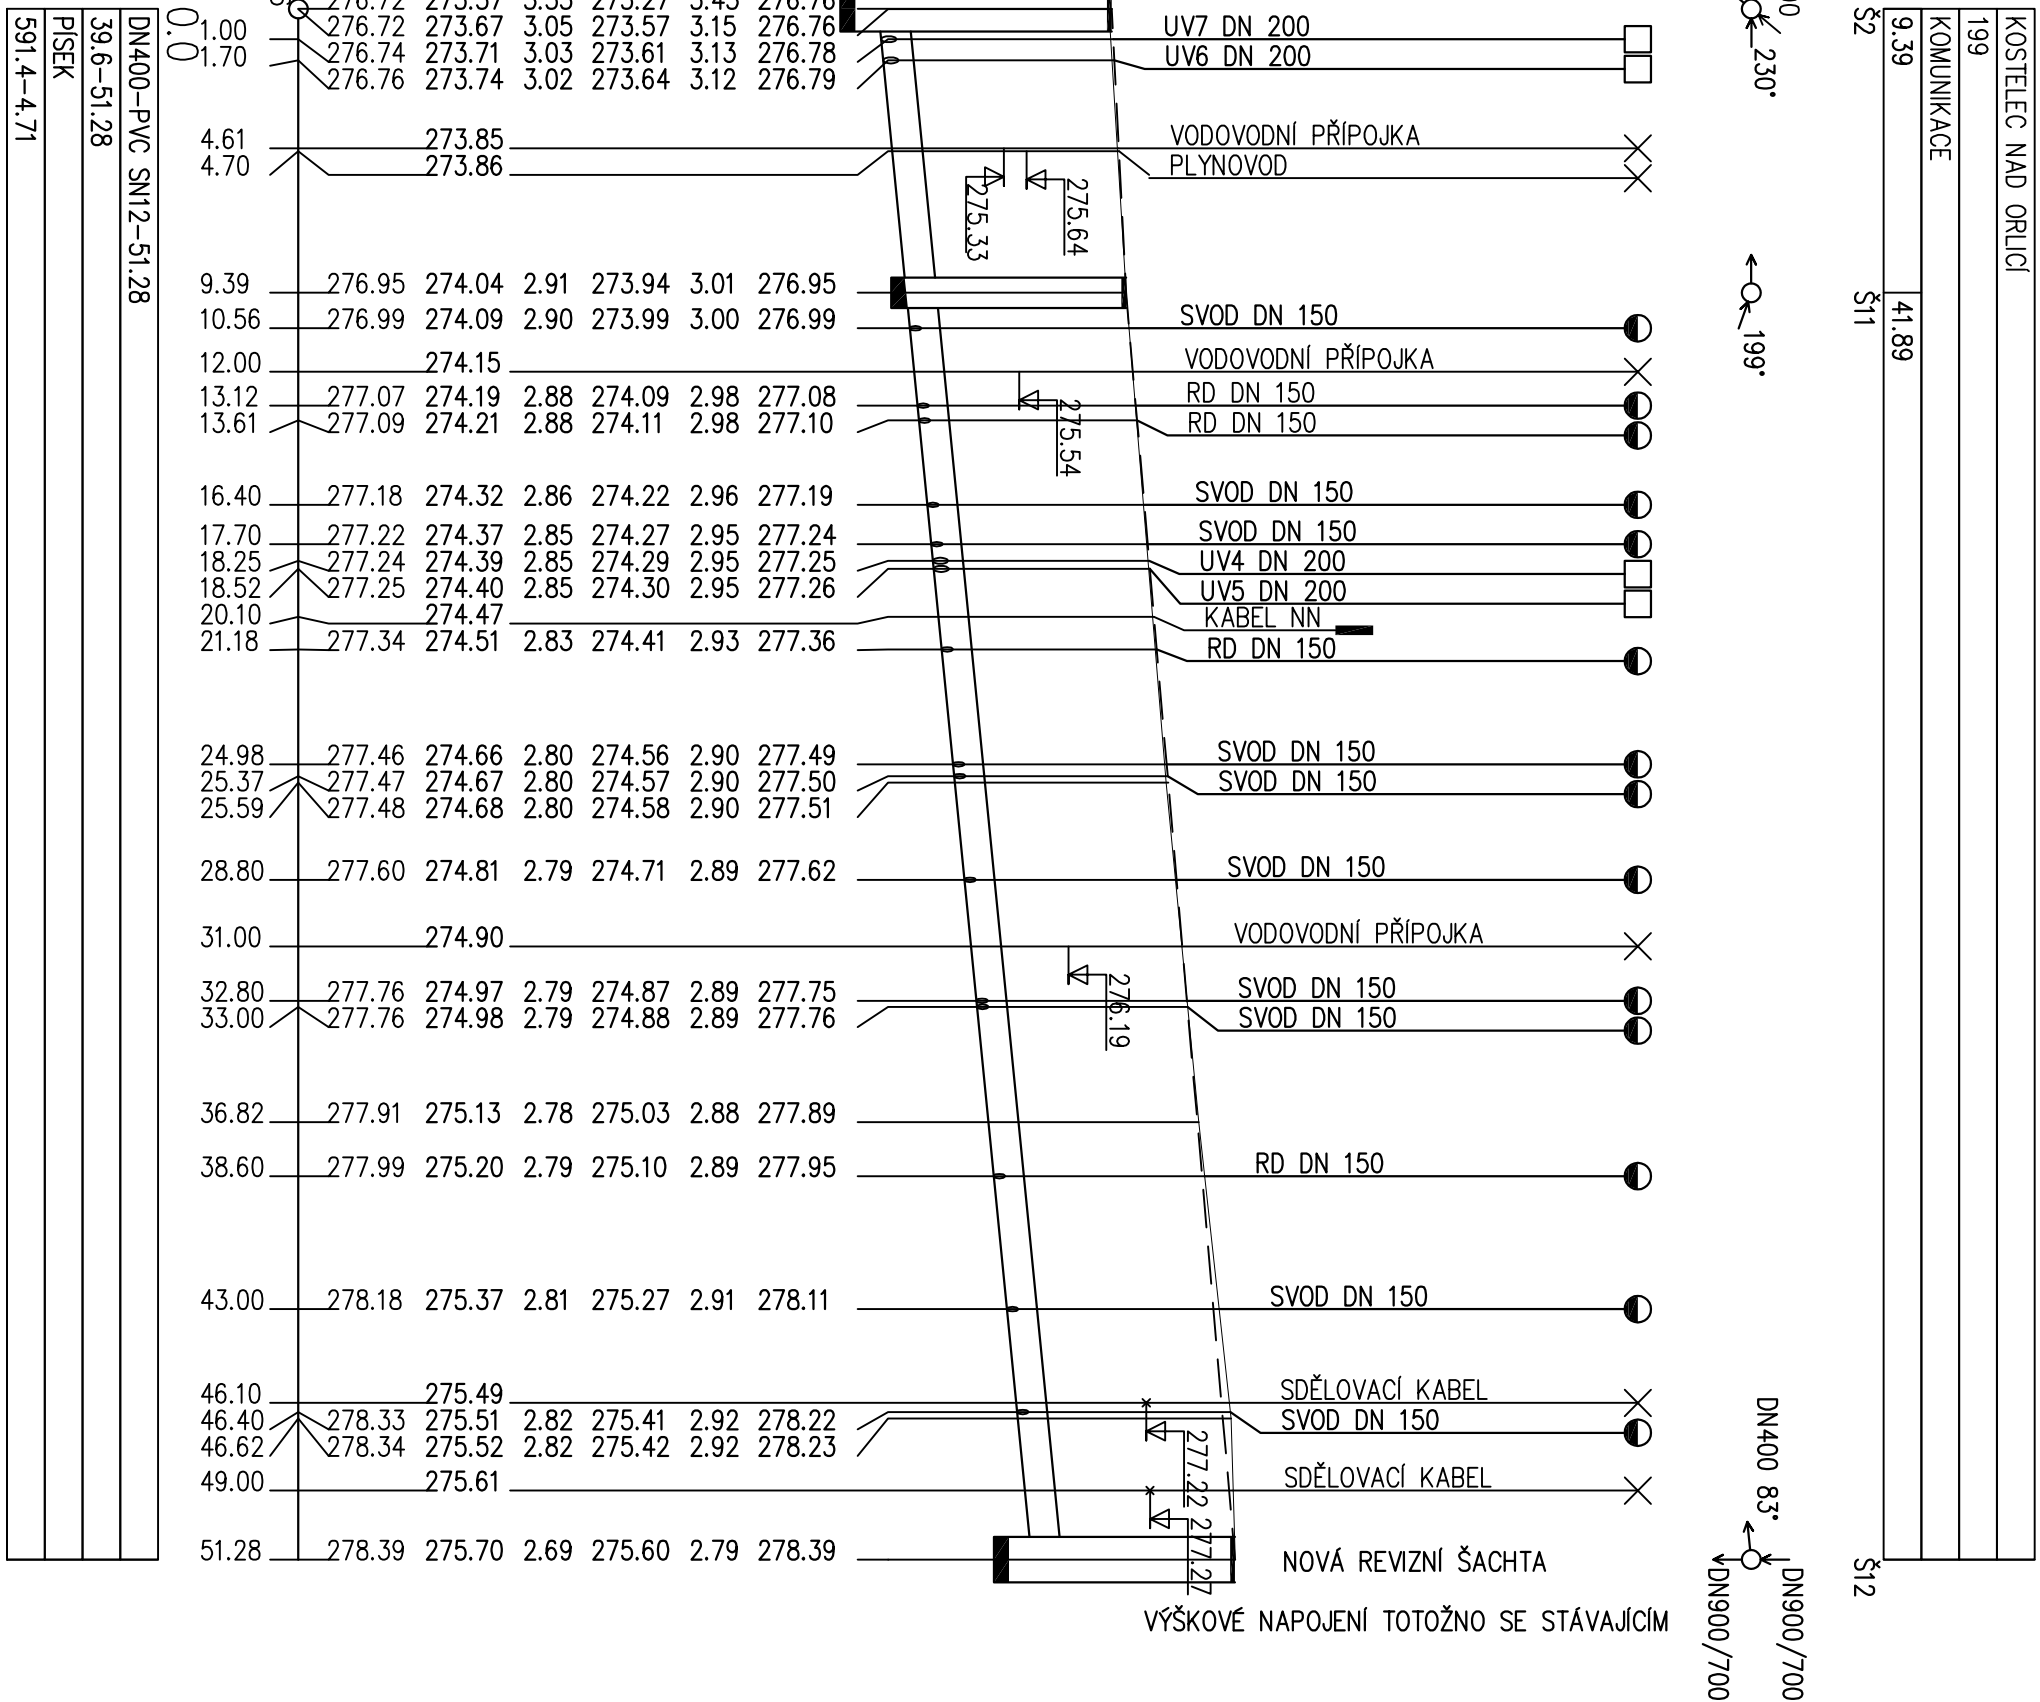 276.72 273.67 3.05 273.57 3.15 276.76
1.00 276.74 273.71 3.03 273.61 3.13 276.78 UV7 DN 200
1.70 276.76 273.74 3.02 273.64 3.12 276.79 UV6 DN 200
0.0
4.61 273.85 VODOVODNÍ PŘÍPOJKA
4.70 273.86 PLYNOVOD
275.33
275.64
9.39 276.95 274.04 2.91 273.94 3.01 276.95
10.56 276.99 274.09 2.90 273.99 3.00 276.99 SVOD DN 150
12.00 274.15 VODOVODNÍ PŘÍPOJKA
13.12 277.07 274.19 2.88 274.09 2.98 277.08 RD DN 150
13.61 277.09 274.21 2.88 274.11 2.98 277.10 RD DN 150
275.54
16.40 277.18 274.32 2.86 274.22 2.96 277.19 SVOD DN 150
17.70 277.22 274.37 2.85 274.27 2.95 277.24 SVOD DN 150
18.25 277.24 274.39 2.85 274.29 2.95 277.25 UV4 DN 200
18.52 277.25 274.40 2.85 274.30 2.95 277.26 UV5 DN 200
20.10 274.47 KABEL NN
21.18 277.34 274.51 2.83 274.41 2.93 277.36 RD DN 150
24.98 277.46 274.66 2.80 274.56 2.90 277.49 SVOD DN 150
25.37 277.47 274.67 2.80 274.57 2.90 277.50 SVOD DN 150
25.59 277.48 274.68 2.80 274.58 2.90 277.51
28.80 277.60 274.81 2.79 274.71 2.89 277.62 SVOD DN 150
31.00 274.90 VODOVODNÍ PŘÍPOJKA
276.19
32.80 277.76 274.97 2.79 274.87 2.89 277.75 SVOD DN 150
33.00 277.76 274.98 2.79 274.88 2.89 277.76 SVOD DN 150
36.82 277.91 275.13 2.78 275.03 2.88 277.89
38.60 277.99 275.20 2.79 275.10 2.89 277.95 RD DN 150
43.00 278.18 275.37 2.81 275.27 2.91 278.11 SVOD DN 150
46.10 275.49 SDĚLOVACÍ KABEL
46.40 278.33 275.51 2.82 275.41 2.92 278.22 SVOD DN 150
46.62 278.34 275.52 2.82 275.42 2.92 278.23
277.22
49.00 275.61 SDĚLOVACÍ KABEL
277.27
51.28 278.39 275.70 2.69 275.60 2.79 278.39 NOVÁ REVIZNÍ ŠACHTA
VÝŠKOVÉ NAPOJENÍ TOTOŽNO SE STÁVAJÍCÍM
KOSTELEC NAD ORLICÍ
199
KOMUNIKACE
9.39 41.89
Š2 Š11 Š12
230°
199°
DN400 83°
DN900/700
DN900/700
DN400-PVC SN12-51.28
39.6-51.28
PÍSEK
591.4-4.71